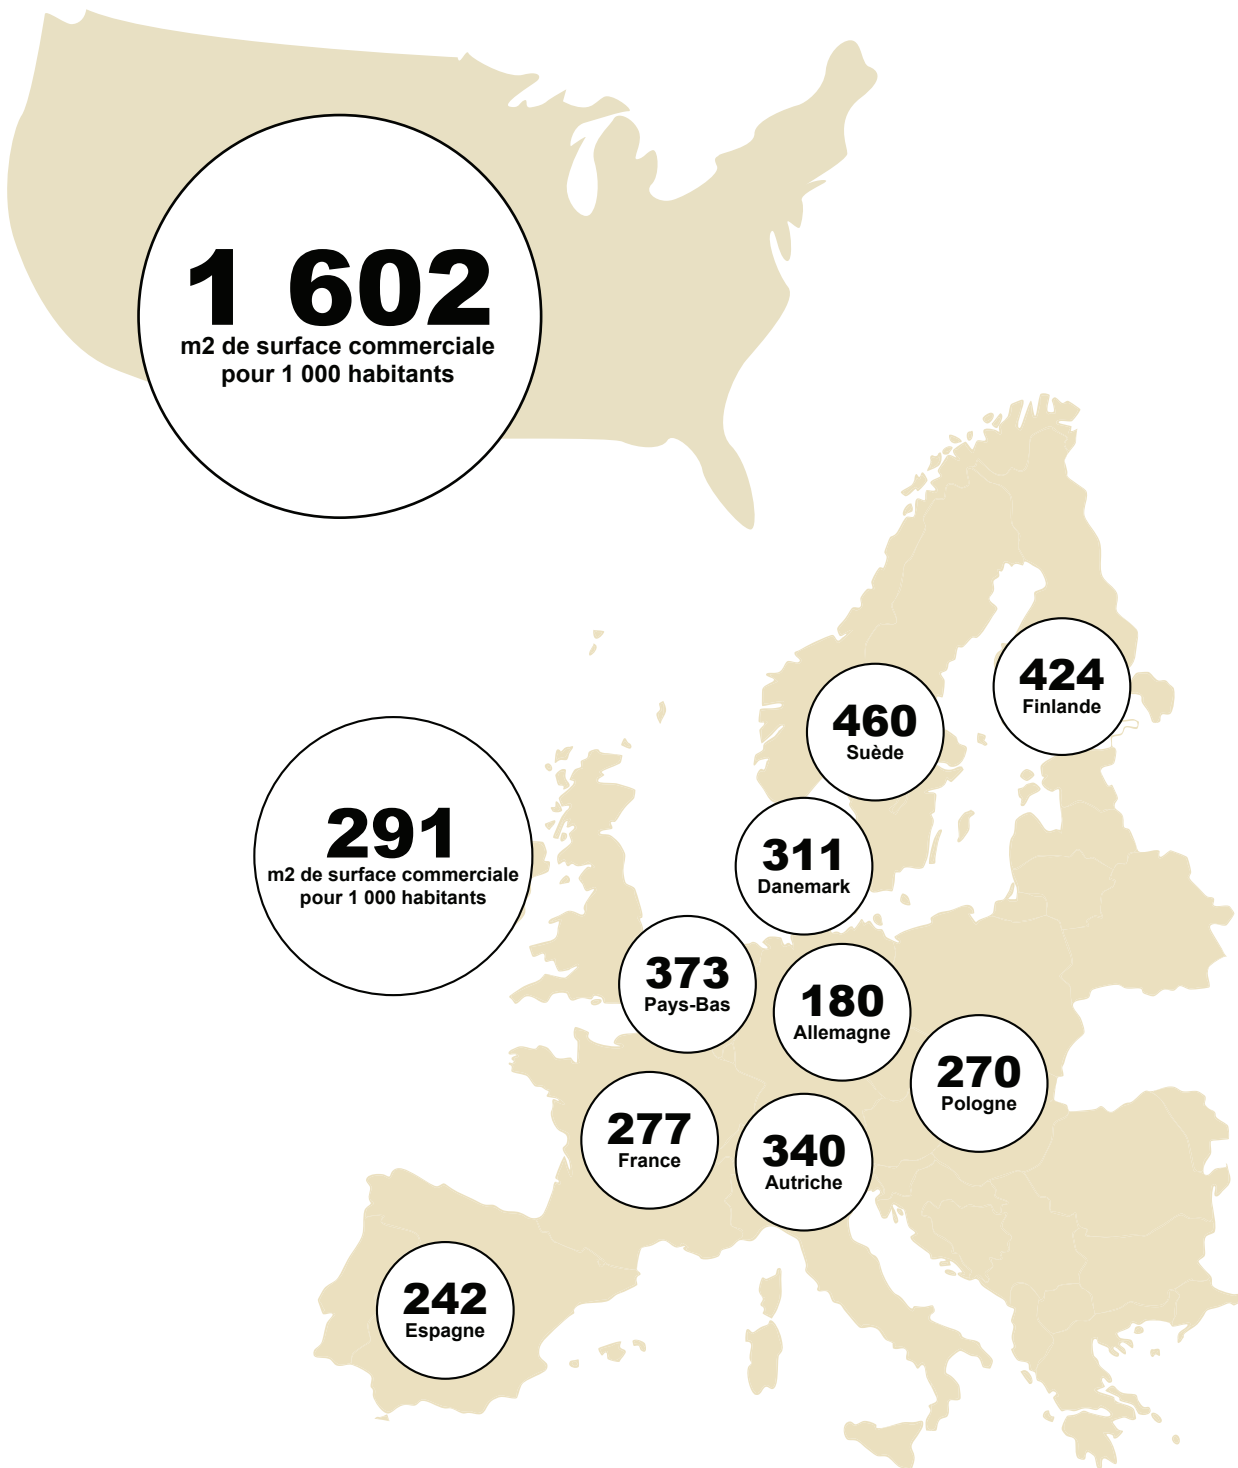 1 602
m2 de surface commerciale
pour 1 000 habitants
424
Finlande
460
Suède
291
m2 de surface commerciale
pour 1 000 habitants
311
Danemark
373
Pays-Bas
180
Allemagne
270
Pologne
277
France
340
Autriche
242
Espagne